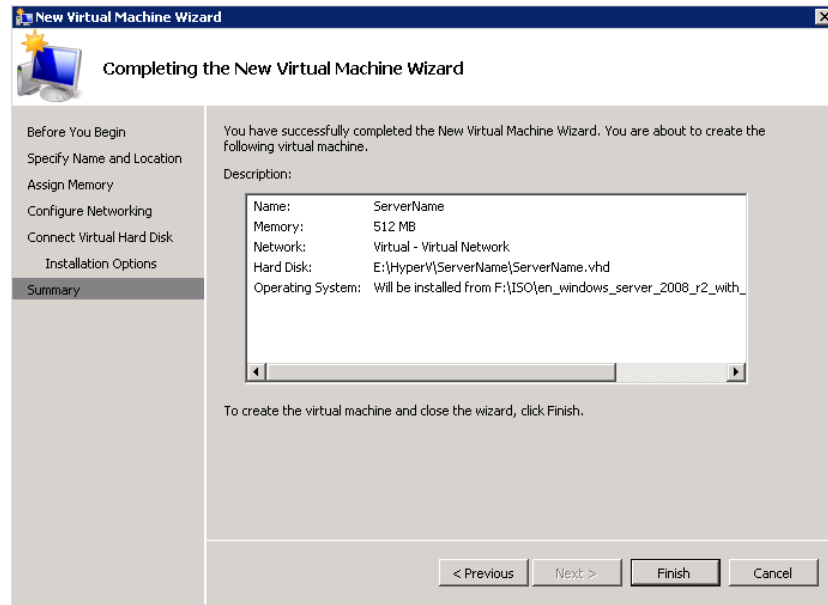 New Virtual Machine Wizard
Completing the New Virtual Machine Wizard
Before You Begin
Specify Name and Location
Assign Memory
Configure Networking
Connect Virtual Hard Disk
Installation Options
Summary
You have successfully completed the New Virtual Machine Wizard. You are about to create the
following virtual machine.
Description:
Name: ServerName
Memory: 512 MB
Network: Virtual - Virtual Network
Hard Disk: E:\HyperV\ServerName\ServerName.vhd
Operating System: Will be installed from F:\ISO\en_windows_server_2008_r2_with_
To create the virtual machine and close the wizard, click Finish.
< Previous Next > Finish Cancel